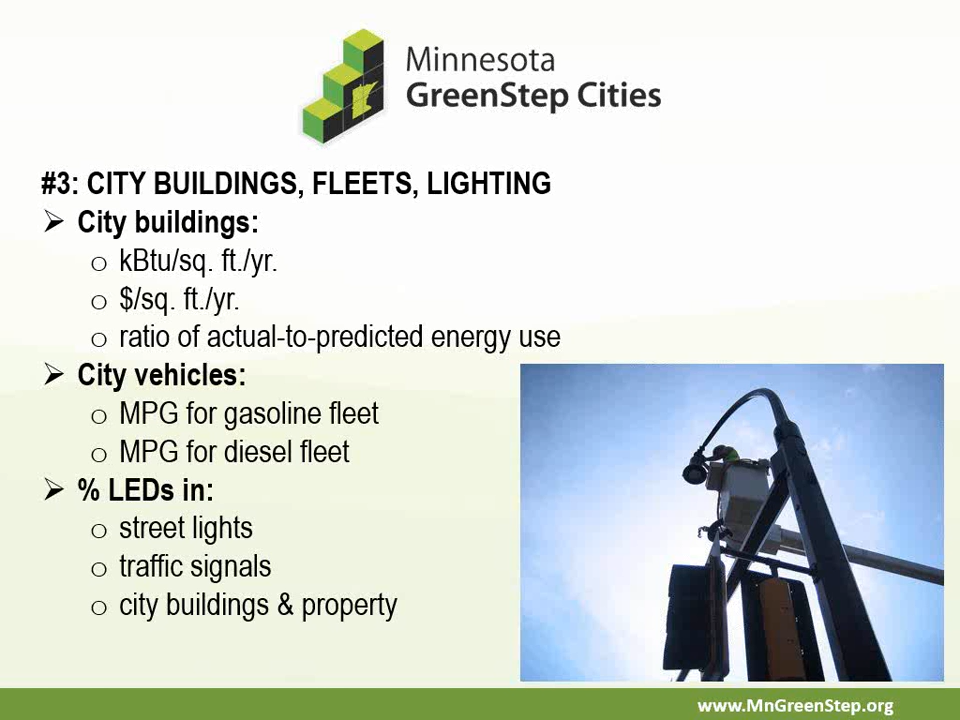 Minnesota
GreenStep Cities
#3: CITY BUILDINGS, FLEETS, LIGHTING
➢ City buildings:
o kBtu/sq. ft./yr.
o $/sq. ft./yr.
o ratio of actual-to-predicted energy use
➢ City vehicles:
o MPG for gasoline fleet
o MPG for diesel fleet
➢ % LEDs in:
o street lights
o traffic signals
o city buildings & property
www.MnGreenStep.org